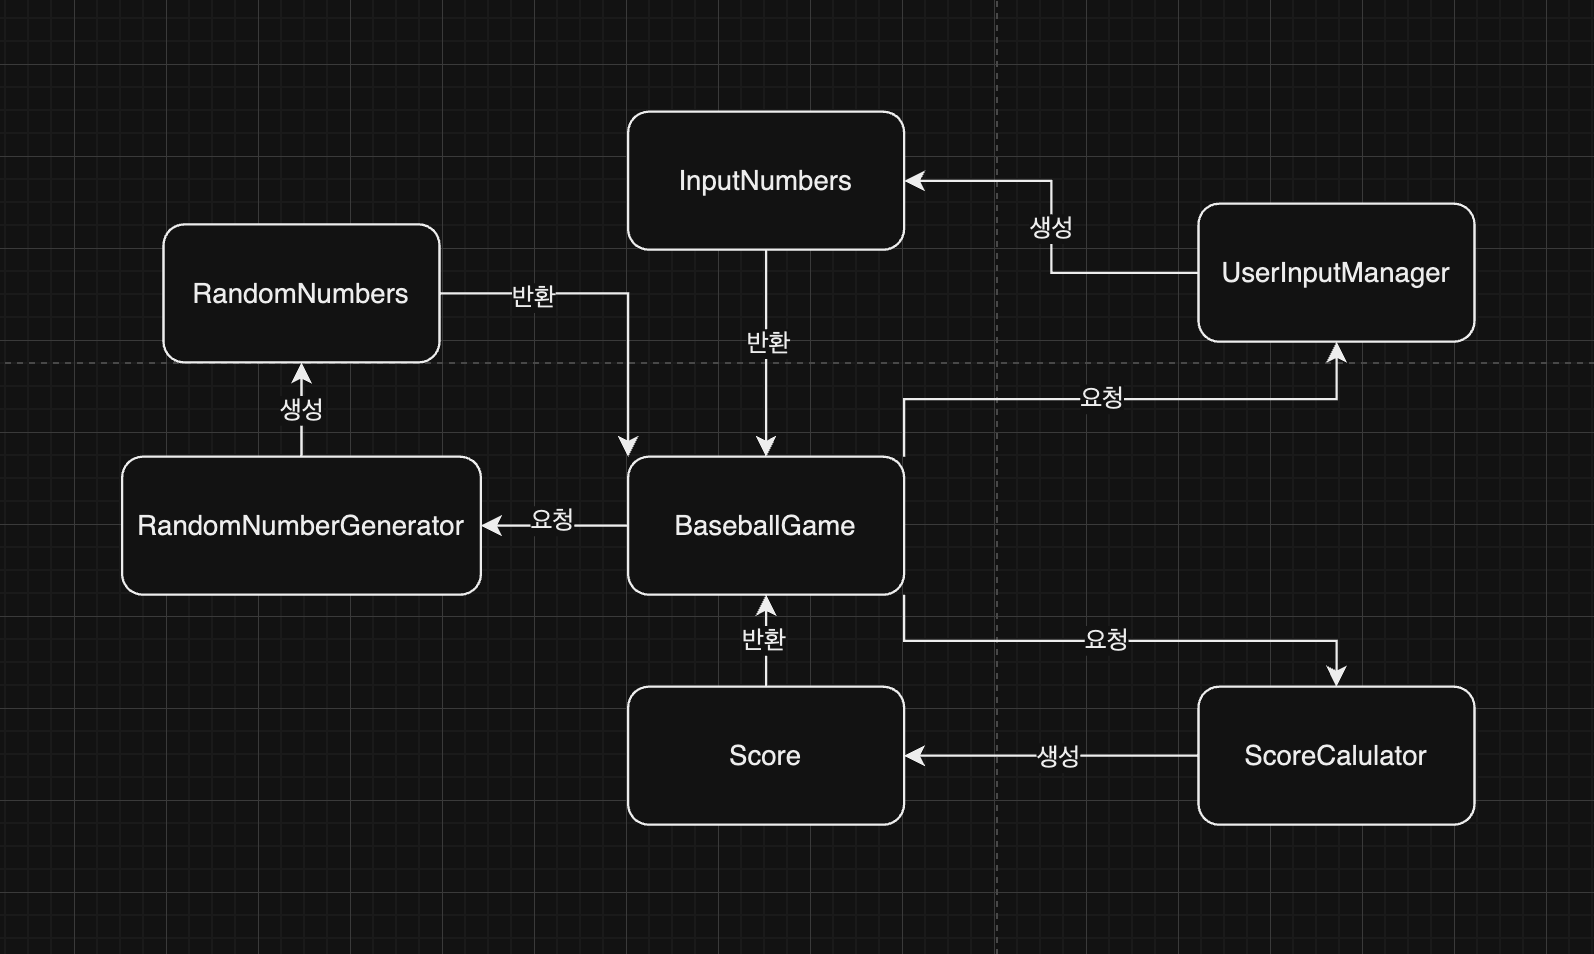 InputNumbers
생성
UserInputManager
RandomNumbers
반환
반환
생성
요청
RandomNumberGenerator
요청
BaseballGame
반환
요청
Score
생성
ScoreCalulator